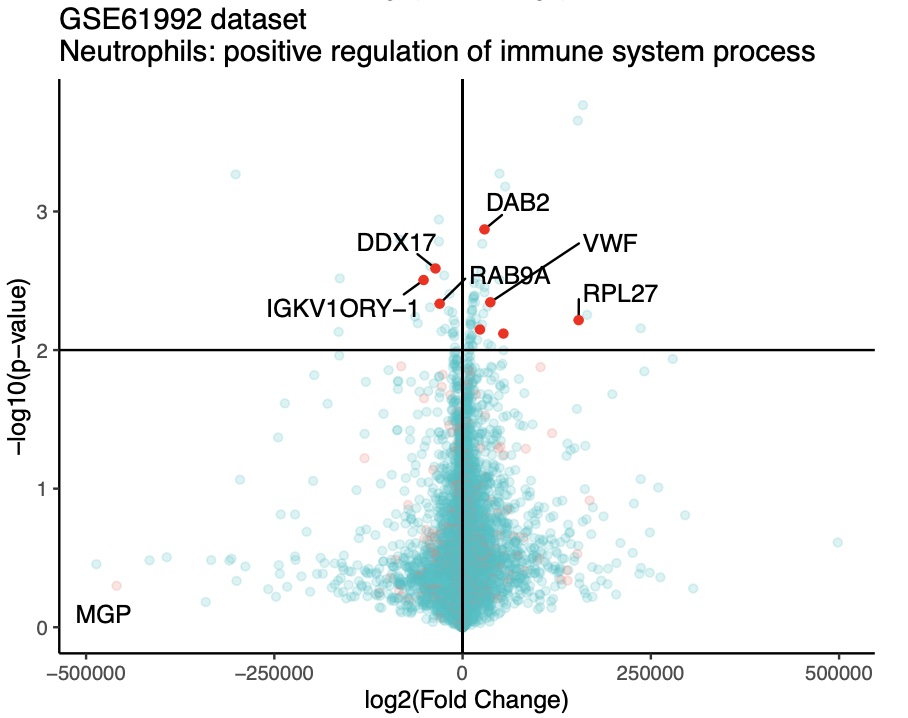 GSE61992 dataset
Neutrophils: positive regulation of immune system process
DAB2
DDX17
VWF
RAB9A
IGKV1ORY−1
RPL27
MGP
−log10(p−value)
3
2
1
0
−500000
−250000
0
250000
500000
log2(Fold Change)